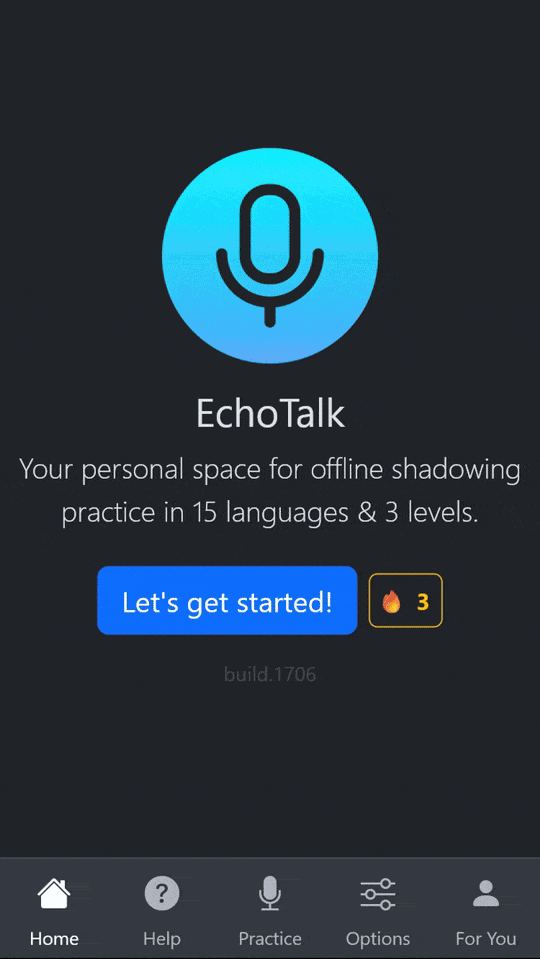 EchoTalk
Your personal space for offline shadowing
practice in 15 languages & 3 levels.
Let's get started!
🔥 3
build.1706
Home
Help
Practice
Options
For You